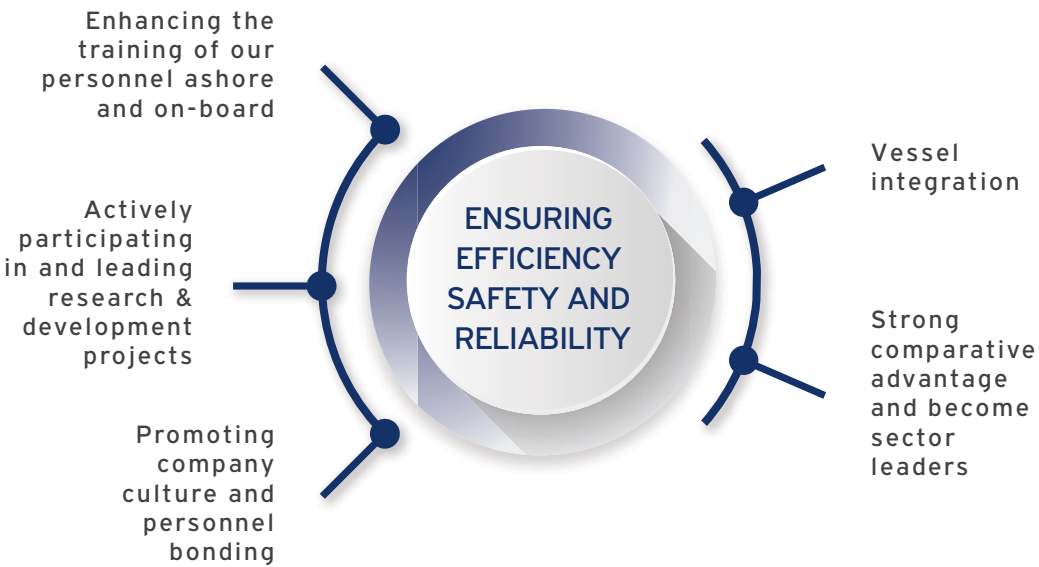 Enhancing the
training of our
personnel ashore
and on-board
Actively
participating
in and leading
research &
development
projects
Promoting
company
culture and
personnel
bonding
ENSURING
EFFICIENCY
SAFETY AND
RELIABILITY
Vessel
integration
Strong
comparative
advantage
and become
sector
leaders